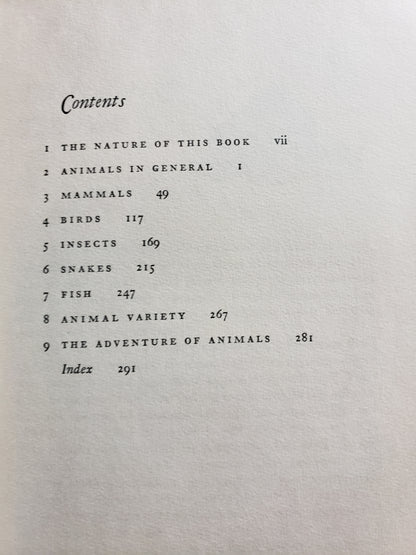 Contents
1 THE NATURE OF THIS BOOK vii
2 ANIMALS IN GENERAL 1
3 MAMMALS 49
4 BIRDS 117
5 INSECTS 169
6 SNAKES 215
7 FISH 247
8 ANIMAL VARIETY 267
9 THE ADVENTURE OF ANIMALS 281
Index 291